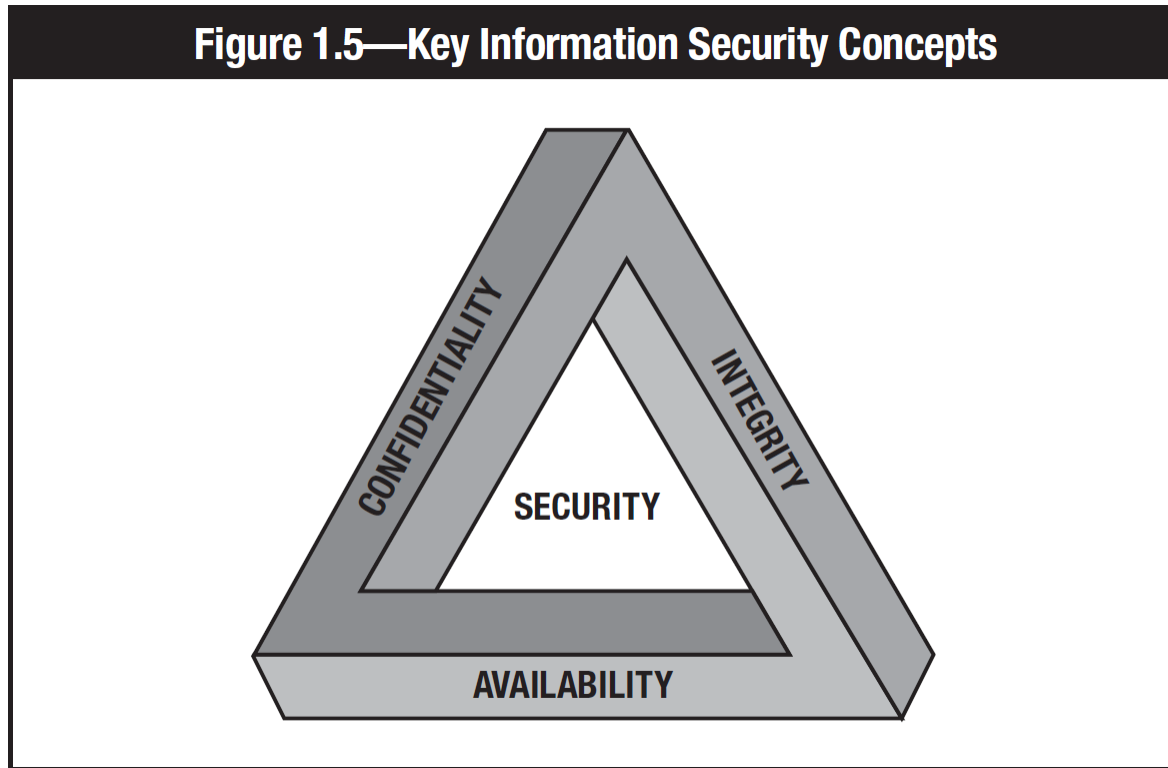 Figure 1.5—Key Information Security Concepts
CONFIDENTIALITY
INTEGRITY
SECURITY
AVAILABILITY